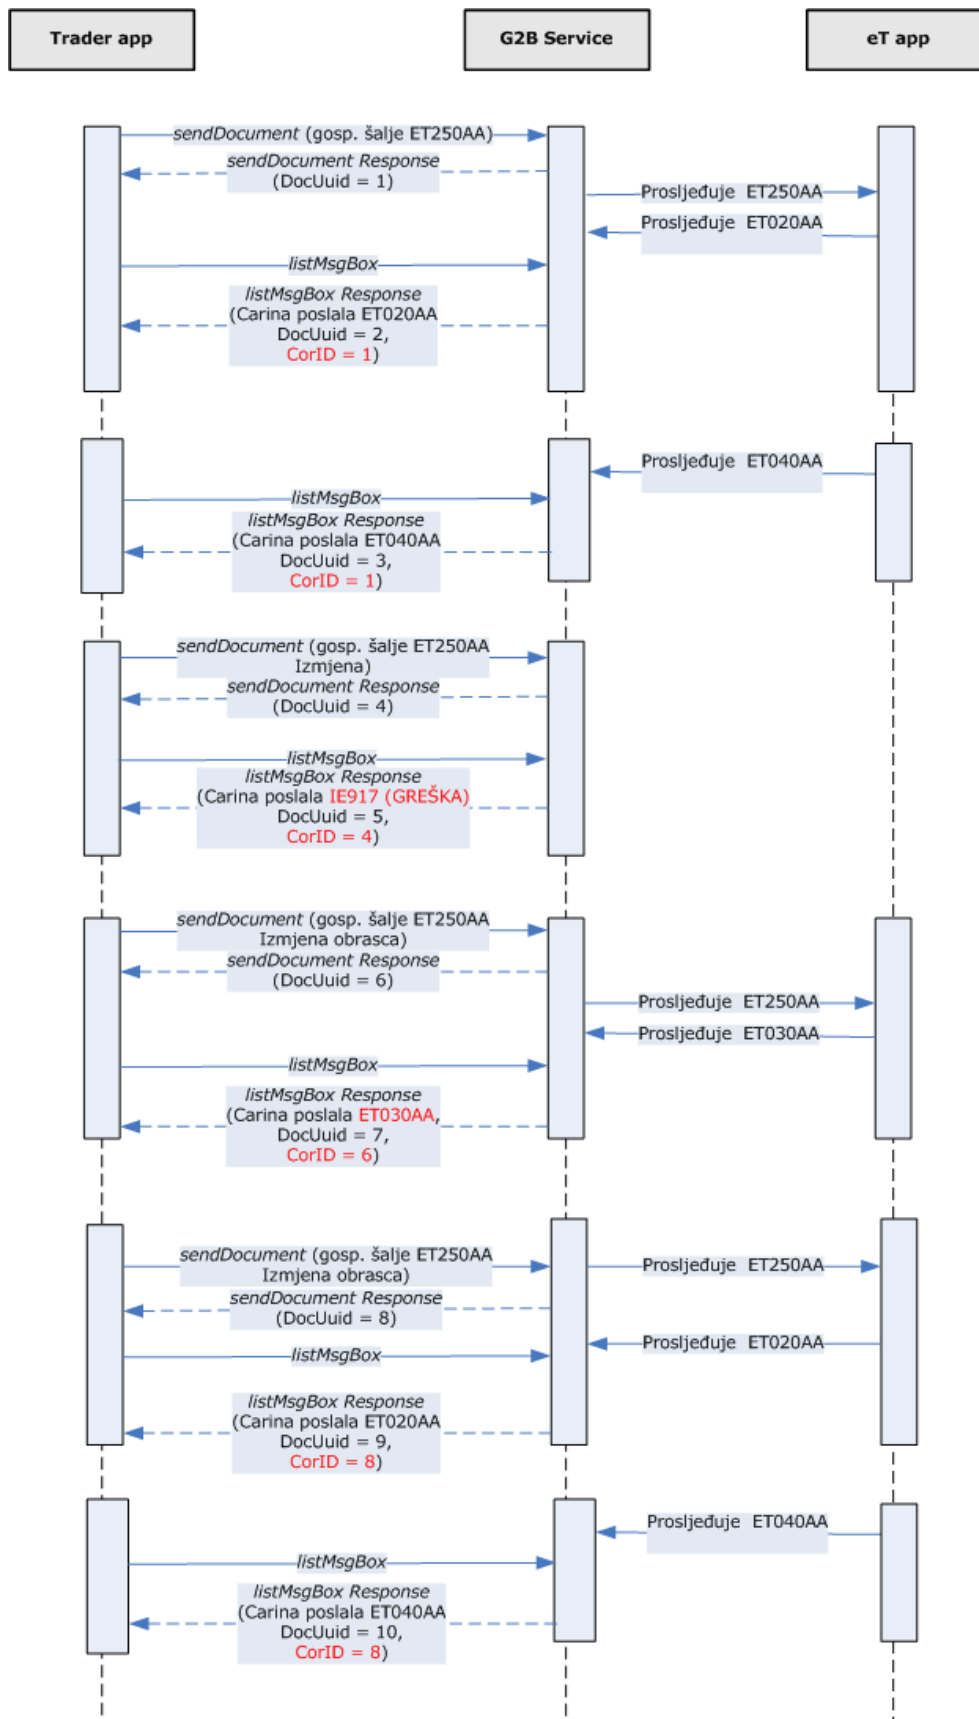 Trader app
G2B Service
eT app
sendDocument (gosp. šalje ET250AA)
sendDocument Response
(DocUuid = 1)
Prosljeđuje ET250AA
Prosljeđuje ET020AA
listMsgBox
listMsgBox Response
(Carina poslala ET020AA
DocUuid = 2,
CorID = 1)
Prosljeđuje ET040AA
listMsgBox
listMsgBox Response
(Carina poslala ET040AA
DocUuid = 3,
CorID = 1)
sendDocument (gosp. šalje ET250AA
Izmjena)
sendDocument Response
(DocUuid = 4)
listMsgBox
listMsgBox Response
(Carina poslala IE917 (GREŠKA)
DocUuid = 5,
CorID = 4)
sendDocument (gosp. šalje ET250AA
Izmjena obrasca)
sendDocument Response
(DocUuid = 6)
Prosljeđuje ET250AA
Prosljeđuje ET030AA
listMsgBox
listMsgBox Response
(Carina poslala ET030AA,
DocUuid = 7,
CorID = 6)
sendDocument (gosp. šalje ET250AA
Izmjena obrasca)
Prosljeđuje ET250AA
sendDocument Response
(DocUuid = 8)
Prosljeđuje ET020AA
listMsgBox
listMsgBox Response
(Carina poslala ET020AA
DocUuid = 9,
CorID = 8)
Prosljeđuje ET040AA
listMsgBox
listMsgBox Response
(Carina poslala ET040AA
DocUuid = 10,
CorID = 8)